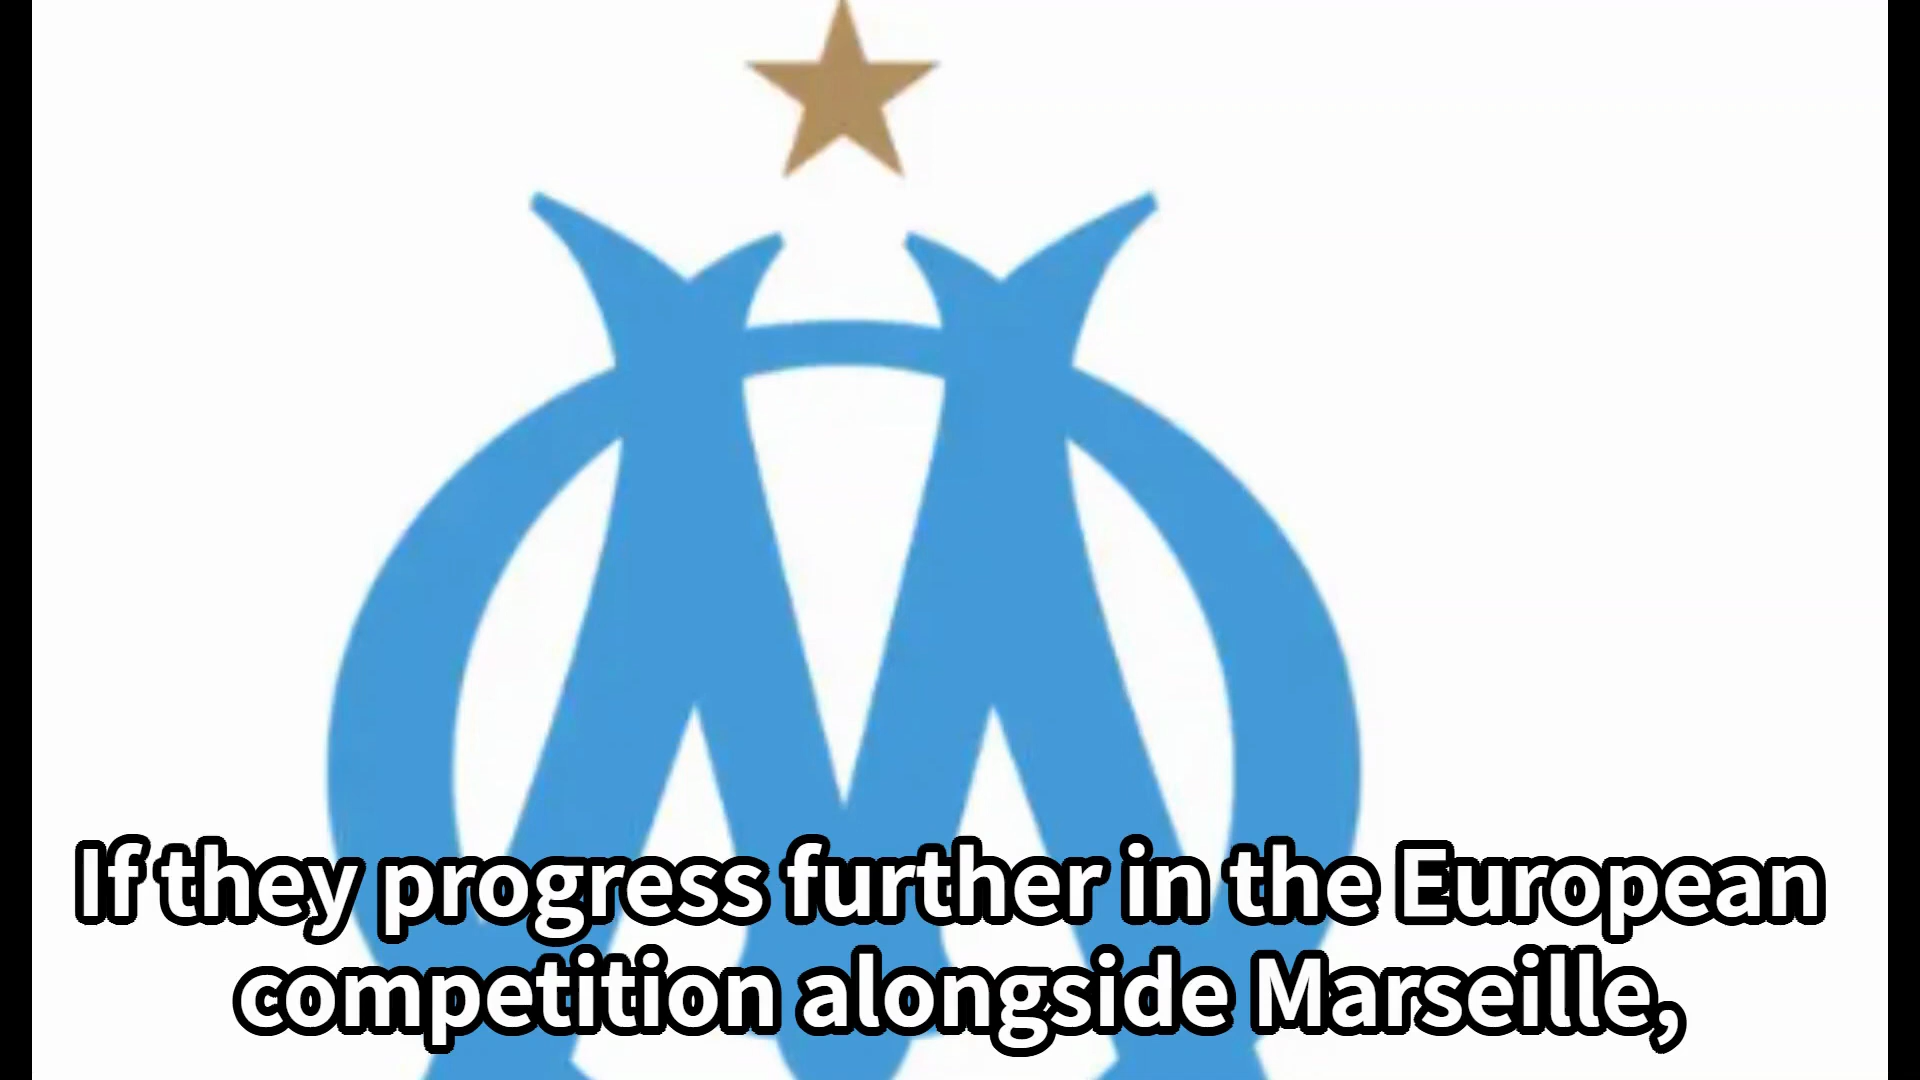 If they progress further in the European
competition alongside Marseille,